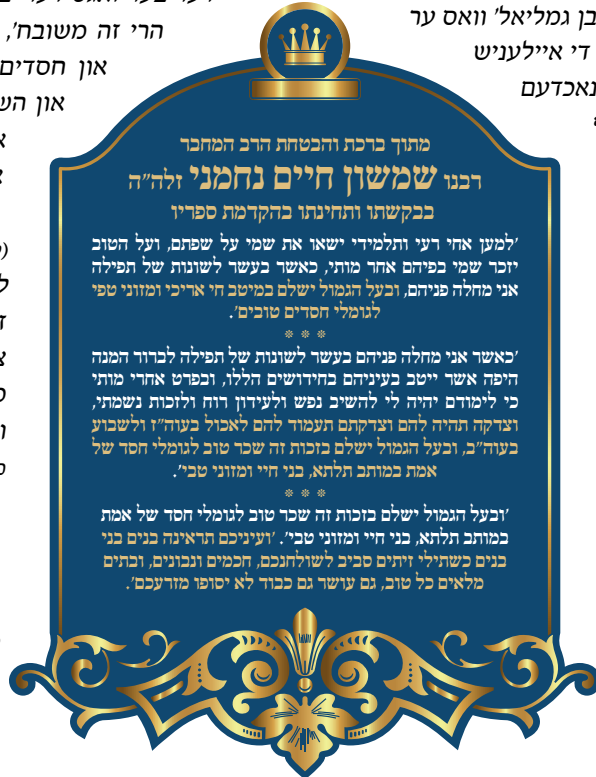 בן גמליאל' וואס ער
די איילעניש
נאכדעם
הרי זה משובח',
און חסדים
און
מתוך ברכת והבטחת הרב המחבר
רבנו שמשון חיים נחמני זלה"ה
בבקשתו ותחינתו בהקדמת ספריו
'למען אחי רעי ותלמידי ישאו את שמי על שפתם, ועל הטוב
יזכר שמי בפיהם אחר מותי, כאשר בעשר לשונות של תפילה
אני מחלה פניהם, ובעל הגמול ישלם במיטב חי אריכי ומזוני טפי
לגומלי חסדים טובים'.
* * *
'כאשר אני מחלה פניהם בעשר לשונות של תפילה לברור המנה
היפה אשר ייטב בעיניהם בחידושים הללו, ובפרט אחרי מותי
כי לימודם יהיה לי להשיב נפש ולעידון רוח ולזכות נשמתי,
וצדקה תהיה להם וצדקתם תעמוד להם לאכול בעוה"ז ולשבוע
בעוה"ב, ובעל הגמול ישלם בזכות זה שכר טוב לגומלי חסד של
אמת במותב תלתא, בני חיי ומזוני טבי'.
* * *
'ובעל הגמול ישלם בזכות זה שכר טוב לגומלי חסד של אמת
במותב תלתא, בני חיי ומזוני טבי'. 'ועיניכם תראינה בנים בני
בנים כשתילי זיתים סביב לשולחנכם, חכמים ונבונים, ובתים
מלאים כל טוב, גם עושר גם כבוד לא יסופו מזרעכם'.